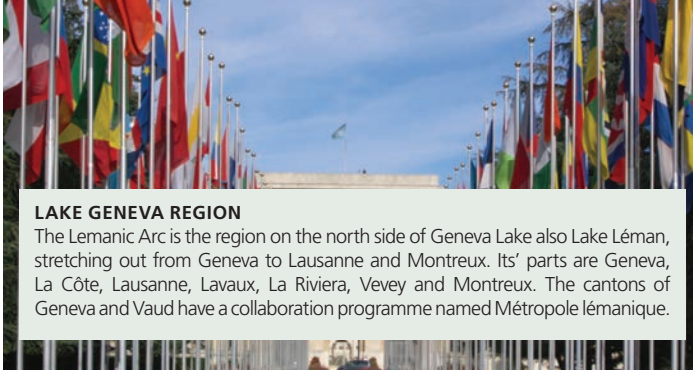 LAKE GENEVA REGION
The Lemanic Arc is the region on the north side of Geneva Lake also Lake Léman,
stretching out from Geneva to Lausanne and Montreux. Its’ parts are Geneva,
La Côte, Lausanne, Lavaux, La Riviera, Vevey and Montreux. The cantons of
Geneva and Vaud have a collaboration programme named Métropole lémanique.